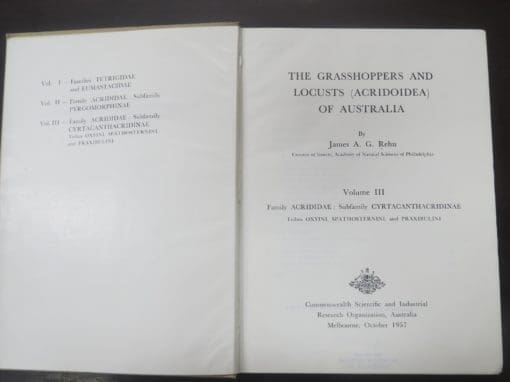 Vol. I — Families TETRIGIDAE
and EUMASTACIDAE
Vol. II — Family ACRIDIDAE: Subfamily
PYRGOMORPHINAE
Vol. III — Family ACRIDIDAE: Subfamily
CYRTACANTHACRIDINAE
Tribes OXYINI, SPATHOSTERNINI,
and PRAXIBULINI
THE GRASSHOPPERS AND
LOCUSTS (ACRIDOIDEA)
OF AUSTRALIA
By
James A. G. Rehn
Curator of Insects, Academy of Natural Sciences of Philadelphia
Volume III
Family ACRIDIDAE: Subfamily CYRTACANTHACRIDINAE
Tribes OXYINI, SPATHOSTERNINI, and PRAXIBULINI
Commonwealth Scientific and Industrial
Research Organization, Australia
Melbourne, October 1957